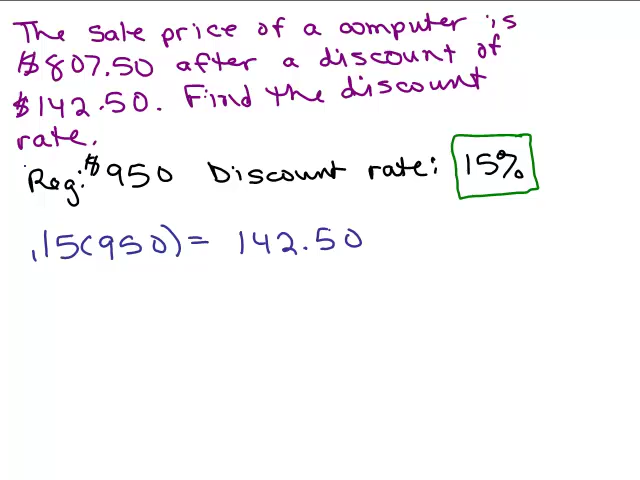 The sale price of a computer is
$807.50 after a discount of
$142.50. Find the discount
rate.
Reg: $950 Discount rate: 15%
.15(950) = 142.50